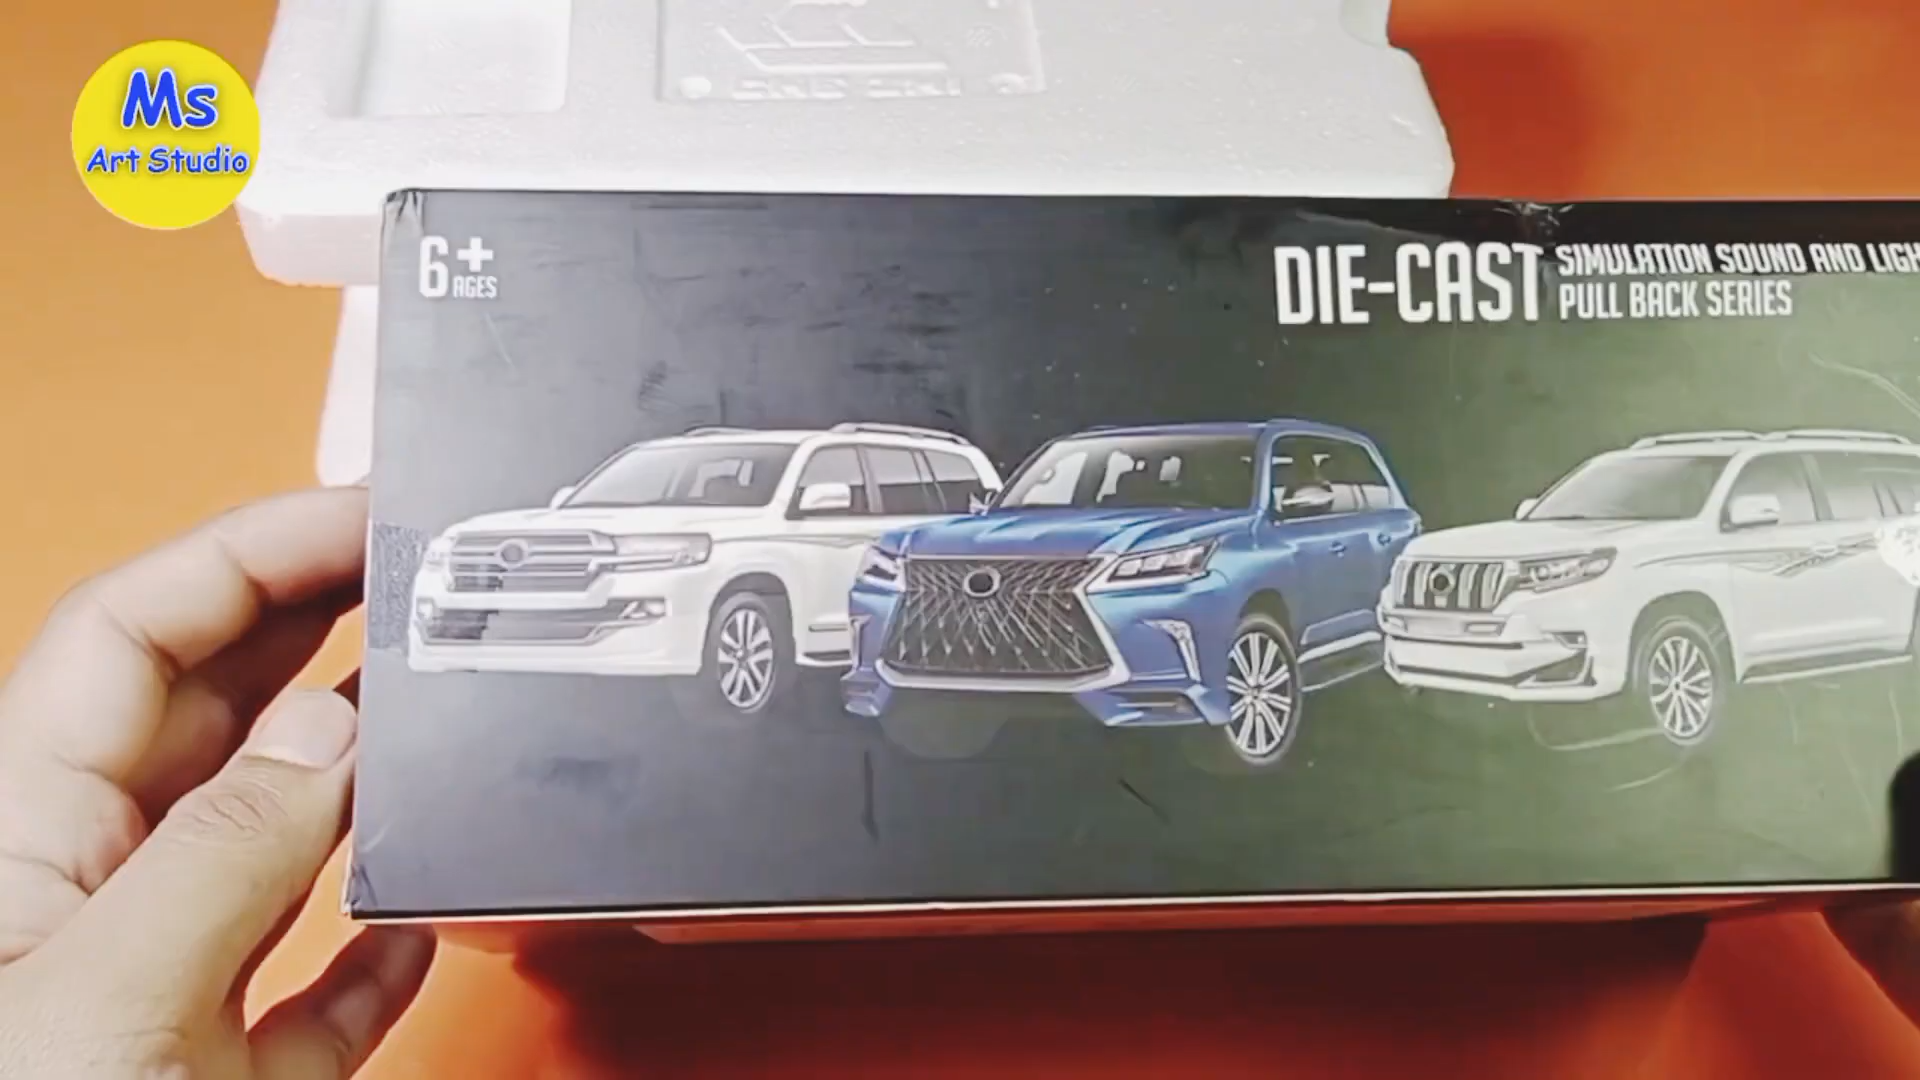 Ms
Art Studio
6+
AGES
DIE-CAST
SIMULATION SOUND AND LIGH
PULL BACK SERIES